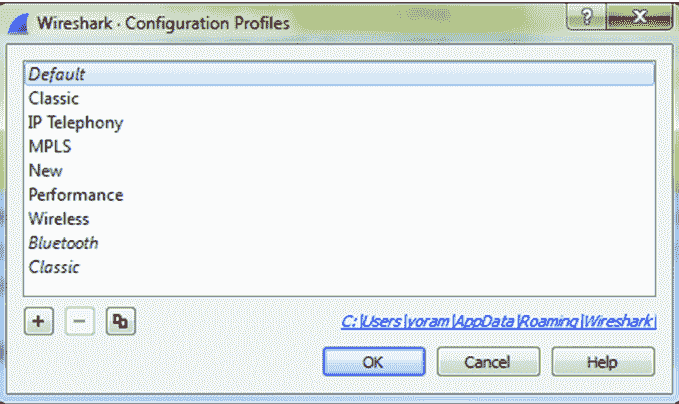 Wireshark · Configuration Profiles
?
Default
Classic
IP Telephony
MPLS
New
Performance
Wireless
Bluetooth
Classic
C:\Users\yoram\AppData\Roaming\Wireshark\
OK Cancel Help